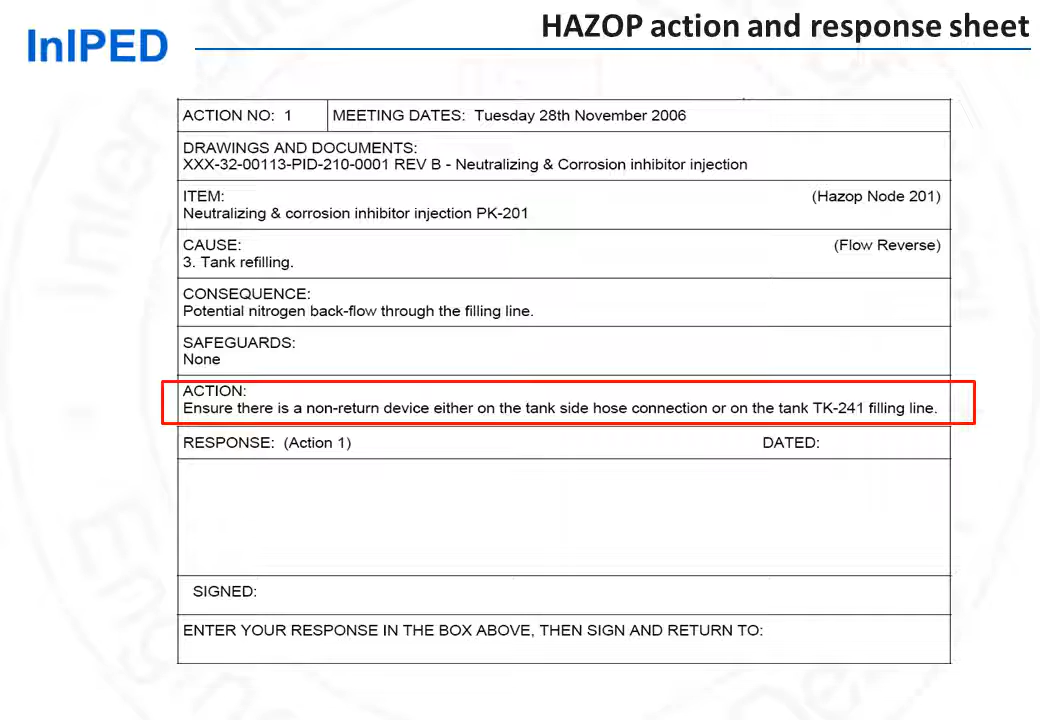 InIPED
HAZOP action and response sheet
ACTION NO: 1
MEETING DATES: Tuesday 28th November 2006
DRAWINGS AND DOCUMENTS:
XXX-32-00113-PID-210-0001 REV B - Neutralizing & Corrosion inhibitor injection
ITEM: (Hazop Node 201)
Neutralizing & corrosion inhibitor injection PK-201
CAUSE: (Flow Reverse)
3. Tank refilling.
CONSEQUENCE:
Potential nitrogen back-flow through the filling line.
SAFEGUARDS:
None
ACTION:
Ensure there is a non-return device either on the tank side hose connection or on the tank TK-241 filling line.
RESPONSE: (Action 1) DATED:
SIGNED:
ENTER YOUR RESPONSE IN THE BOX ABOVE, THEN SIGN AND RETURN TO: